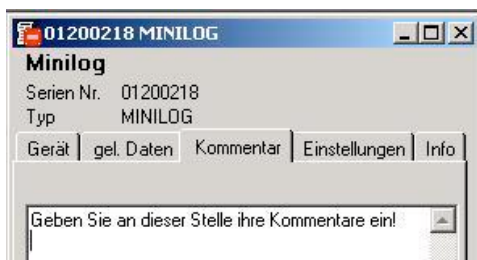 01200218 MINILOG
Minilog
Serien Nr. 01200218
Typ MINILOG
Gerät gel. Daten Kommentar Einstellungen Info
Geben Sie an dieser Stelle ihre Kommentare ein!